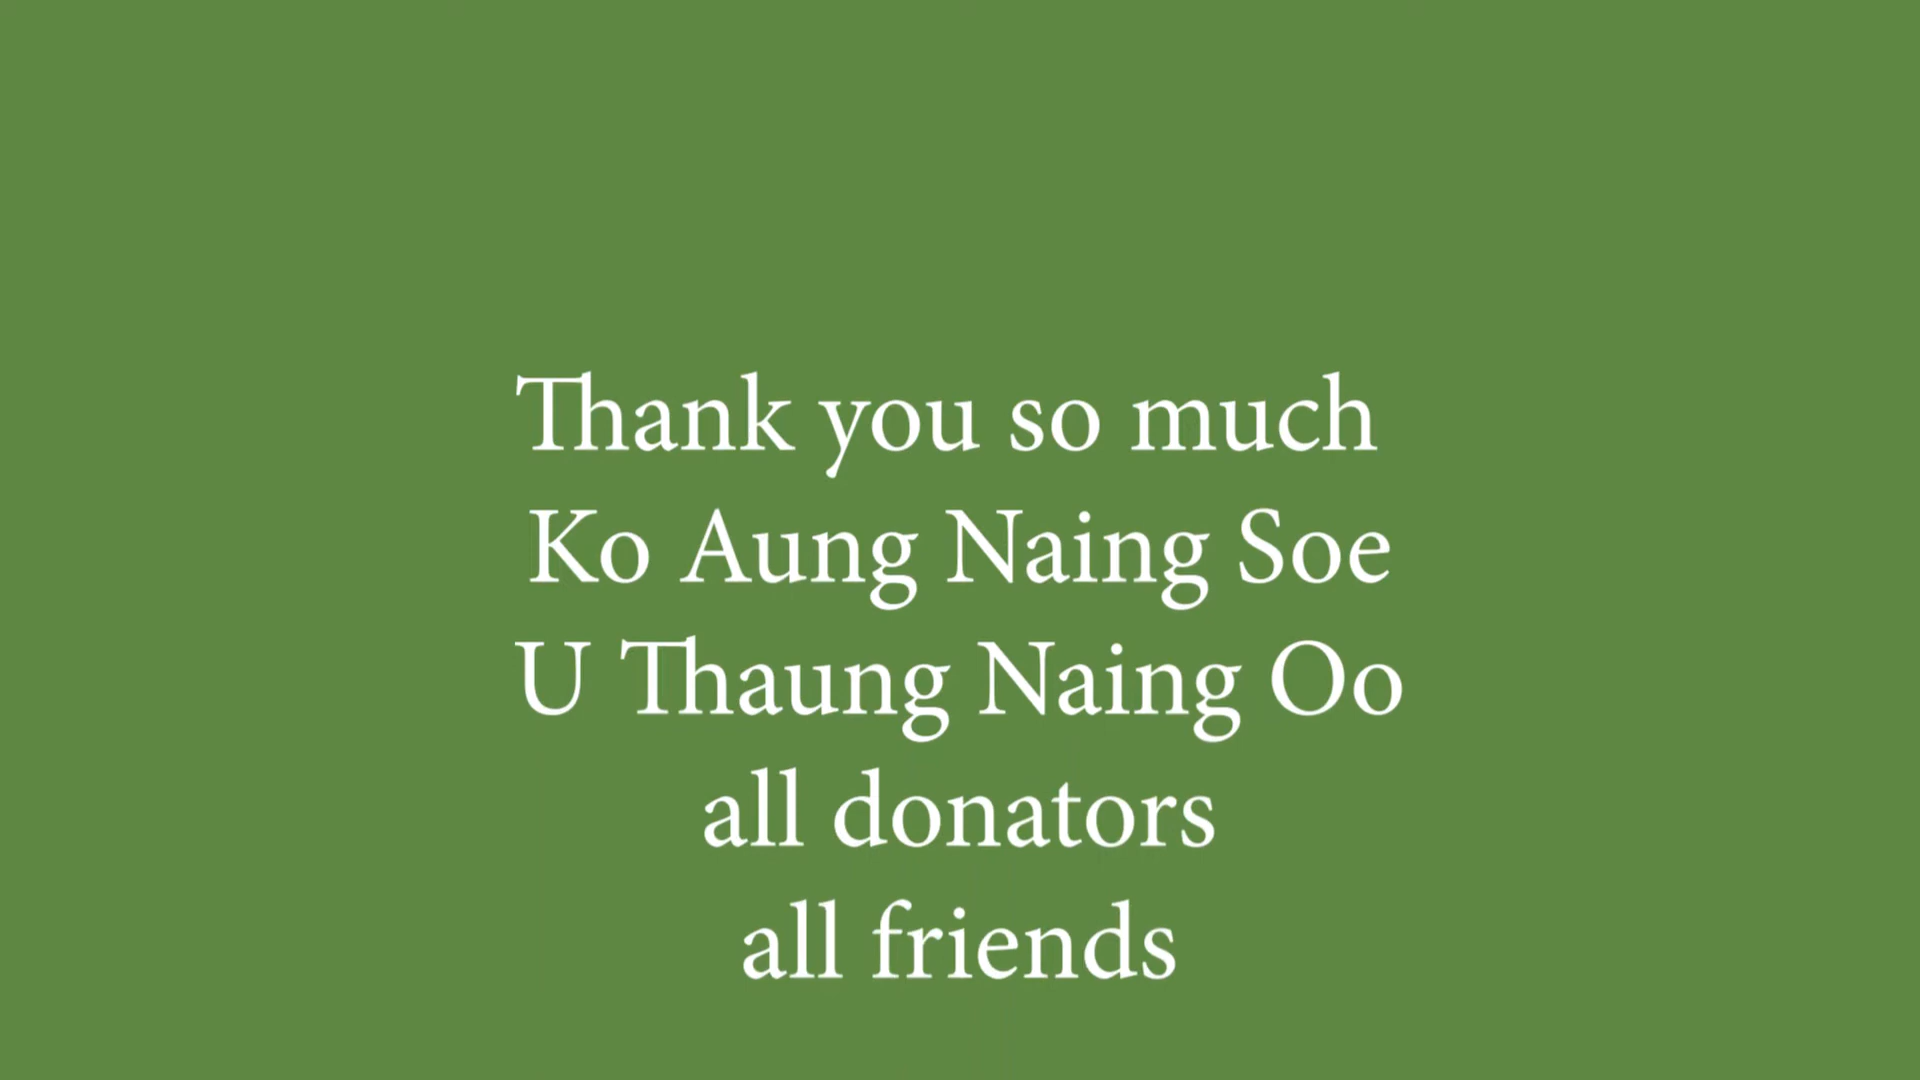 Thank you so much
Ko Aung Naing Soe
U Thaung Naing Oo
all donators
all friends